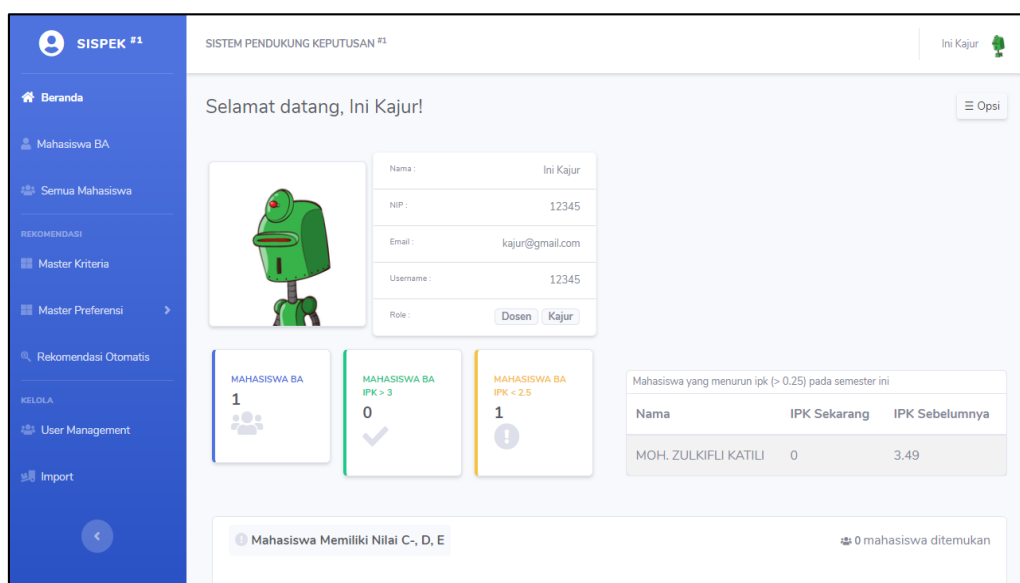 SISPEK #1
Beranda
Mahasiswa BA
Semua Mahasiswa
REKOMENDASI
Master Kriteria
Master Preferensi
Rekomendasi Otomatis
KELOLA
User Management
Import
SISTEM PENDUKUNG KEPUTUSAN #1
Ini Kajur
Selamat datang, Ini Kajur!
Opsi
Nama : Ini Kajur
NIP : 12345
Email : kajur@gmail.com
Username : 12345
Role : Dosen Kajur
MAHASISWA BA
1
MAHASISWA BA
IPK > 3
0
MAHASISWA BA
IPK < 2.5
1
Mahasiswa yang menurun ipk (> 0.25) pada semester ini
Nama IPK Sekarang IPK Sebelumnya
MOH. ZULKIFLI KATILI 0 3.49
Mahasiswa Memiliki Nilai C-, D, E
0 mahasiswa ditemukan